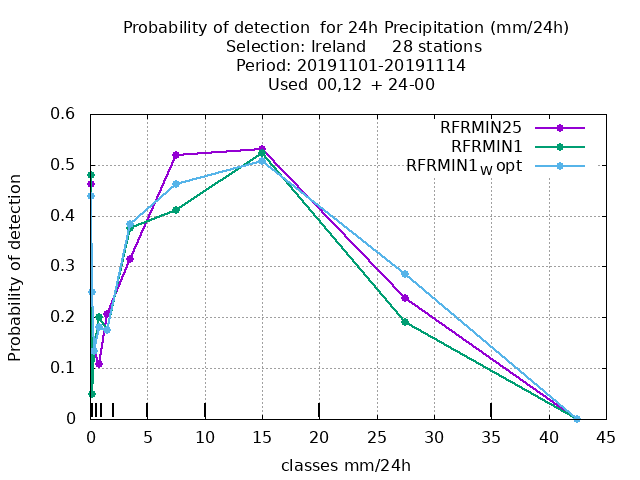 Probability of detection  for 24h Precipitation (mm/24h)
Selection: Ireland     28 stations
Period: 20191101-20191114
Used  00,12  + 24-00
RFRMIN25
RFRMIN1
RFRMIN1W opt
Probability of detection
0.6
0.5
0.4
0.3
0.2
0.1
0
0 5 10 15 20 25 30 35 40 45
classes mm/24h